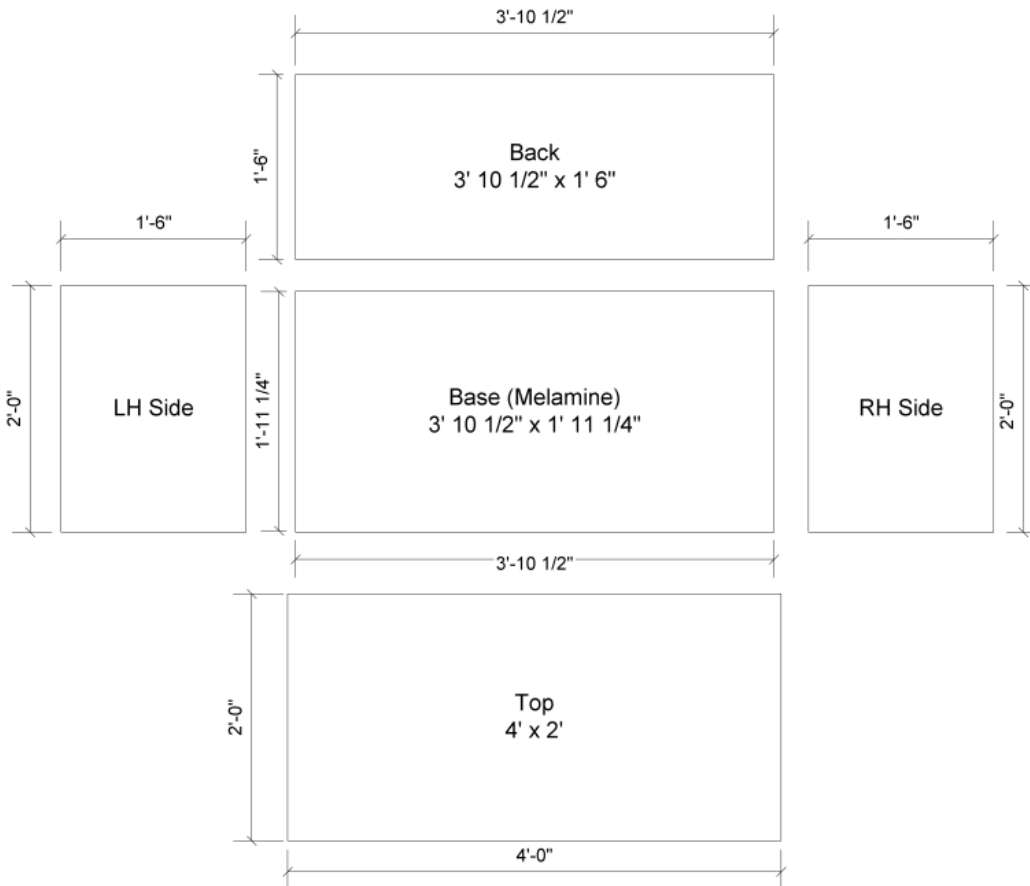 3'-10 1/2"
1'-6"
Back
3' 10 1/2" x 1' 6"
1'-6"
1'-6"
2'-0"
LH Side
1'-11 1/4"
Base (Melamine)
3' 10 1/2" x 1' 11 1/4"
RH Side
2'-0"
3'-10 1/2"
2'-0"
Top
4' x 2'
4'-0"